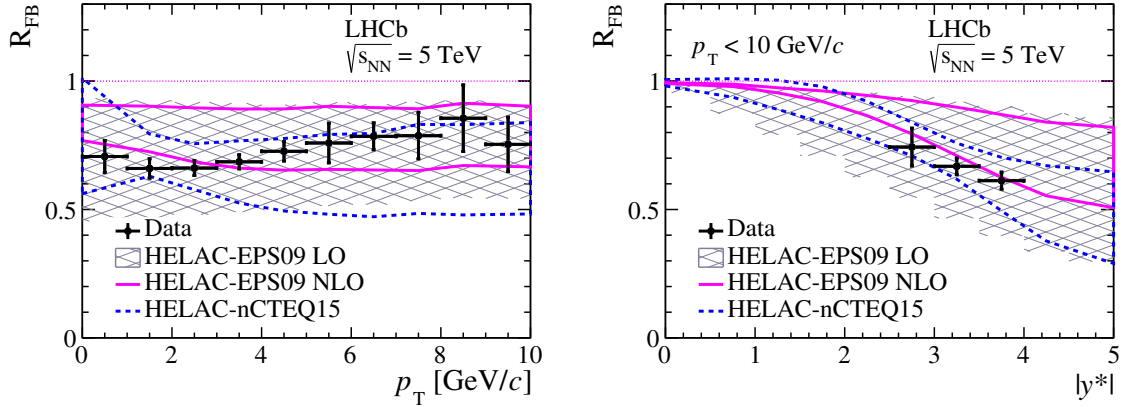 R_FB
LHCb
√s_NN = 5 TeV
1
0.5
0
Data
HELAC-EPS09 LO
HELAC-EPS09 NLO
HELAC-nCTEQ15
0 2 4 6 8 10
p_T [GeV/c]
R_FB
p_T < 10 GeV/c
LHCb
√s_NN = 5 TeV
1
0.5
0
Data
HELAC-EPS09 LO
HELAC-EPS09 NLO
HELAC-nCTEQ15
0 1 2 3 4 5
|y*|